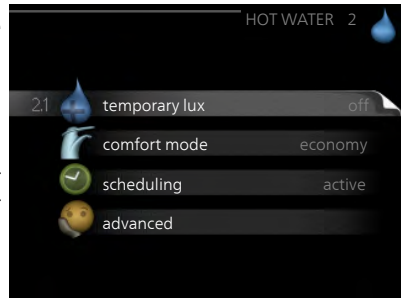 HOT WATER 2
2.1 temporary lux off
comfort mode economy
scheduling active
advanced